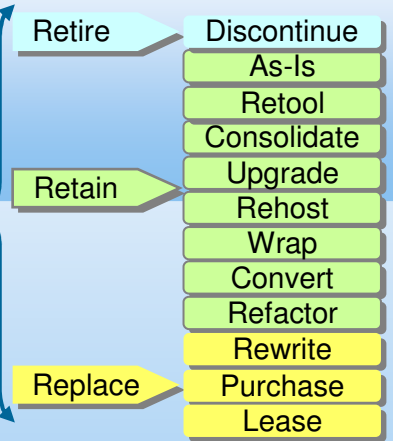 Retire
Discontinue
As-Is
Retool
Consolidate
Retain
Upgrade
Rehost
Wrap
Convert
Refactor
Rewrite
Replace
Purchase
Lease